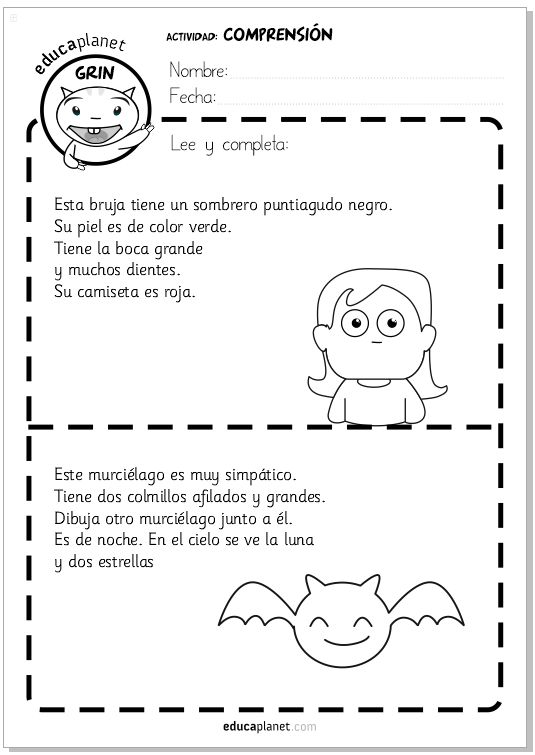 educaplanet
GRIN
ACTIVIDAD: COMPRENSIÓN
Nombre:
Fecha:
Lee y completa:
Esta bruja tiene un sombrero puntiagudo negro.
Su piel es de color verde.
Tiene la boca grande
y muchos dientes.
Su camiseta es roja.
Este murciélago es muy simpático.
Tiene dos colmillos afilados y grandes.
Dibuja otro murciélago junto a él.
Es de noche. En el cielo se ve la luna
y dos estrellas
educaplanet.com